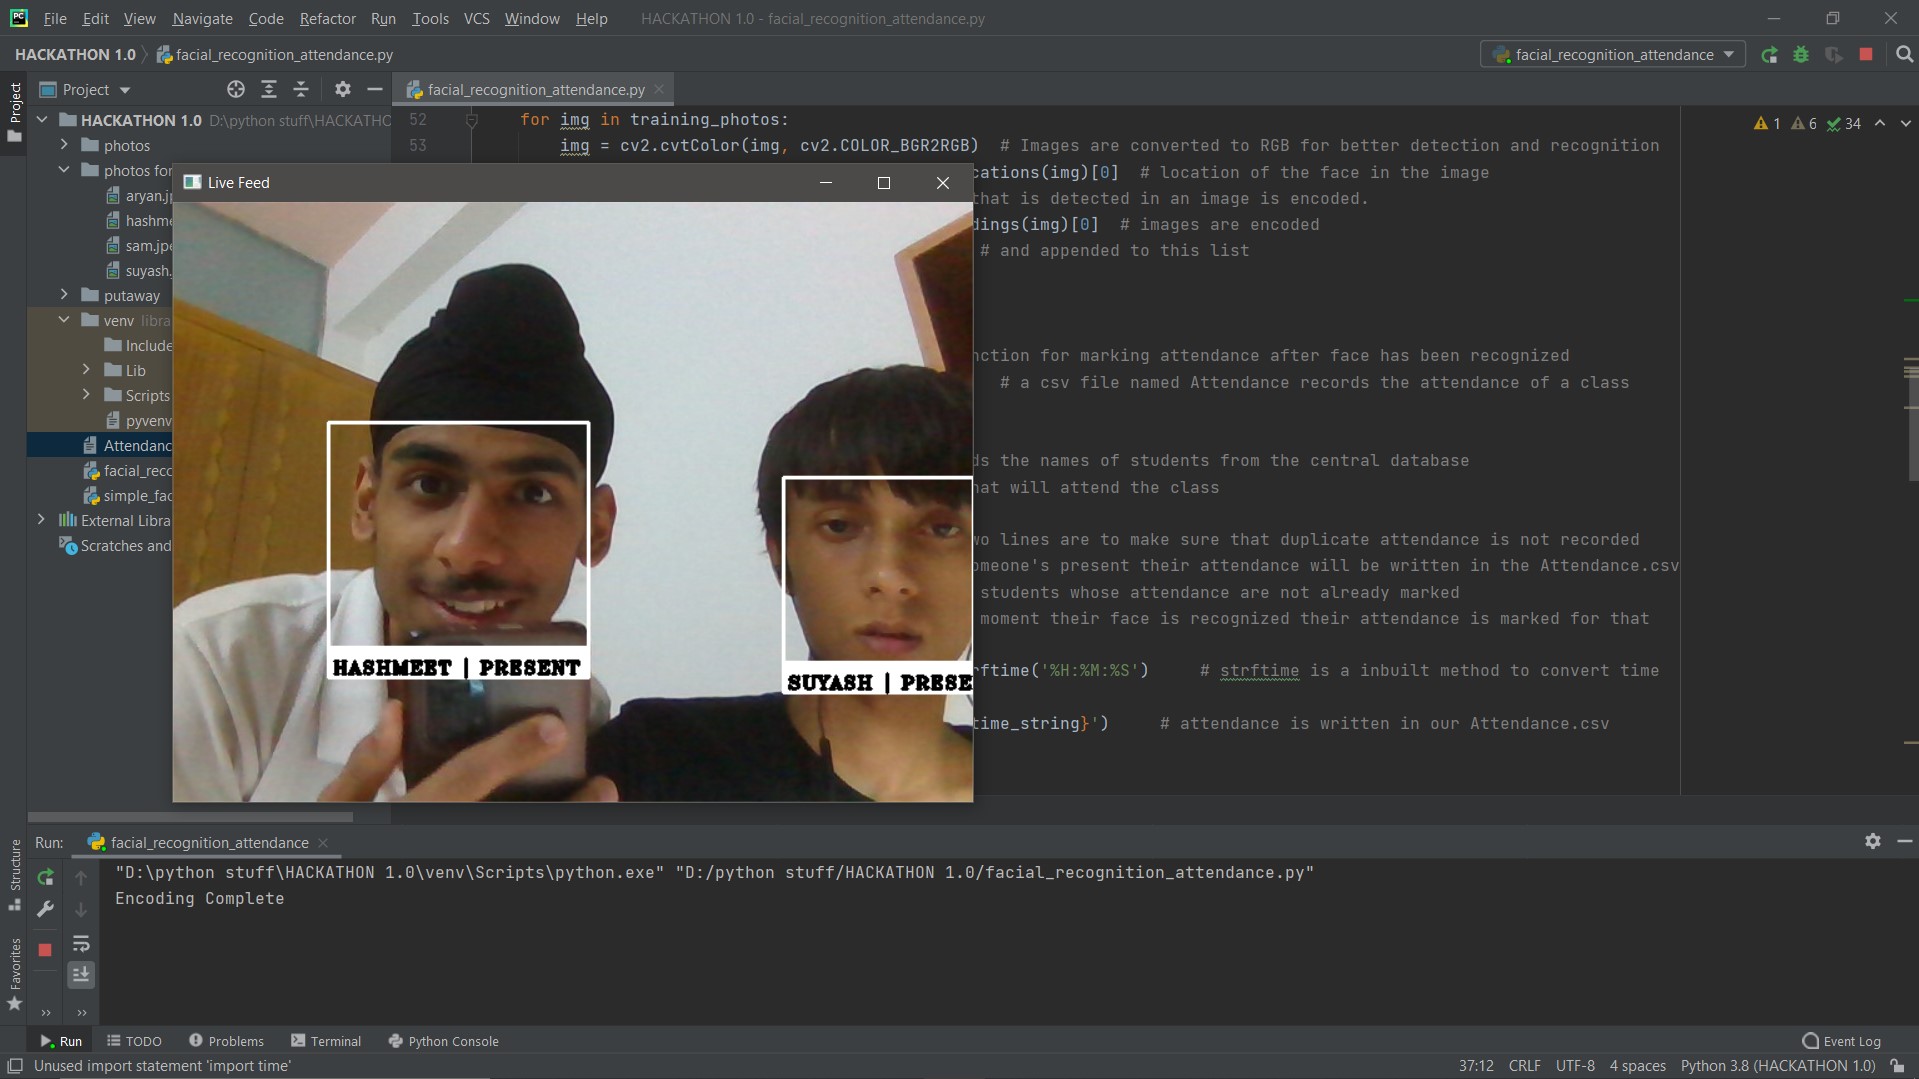 File Edit View Navigate Code Refactor Run Tools VCS Window Help HACKATHON 1.0 - facial_recognition_attendance.py
HACKATHON 1.0 facial_recognition_attendance.py facial_recognition_attendance
Project
Project facial_recognition_attendance.py
HACKATHON 1.0 D:\python stuff\HACKATHO
photos
photos for
aryan.j
hashme
sam.jpe
suyash.
putaway
venv libra
Include
Lib
Scripts
pyvenv
Attendanc
facial_reco
simple_fac
External Libra
Scratches and
52 for img in training_photos:
53 img = cv2.cvtColor(img, cv2.COLOR_BGR2RGB) # Images are converted to RGB for better detection and recognition
1 6 34
cations(img)[0] # location of the face in the image
that is detected in an image is encoded.
dings(img)[0] # images are encoded
# and appended to this list
nction for marking attendance after face has been recognized
# a csv file named Attendance records the attendance of a class
ds the names of students from the central database
hat will attend the class
wo lines are to make sure that duplicate attendance is not recorded
omeone's present their attendance will be written in the Attendance.csv
students whose attendance are not already marked
moment their face is recognized their attendance is marked for that
rftime('%H:%M:%S') # strftime is a inbuilt method to convert time
time_string}') # attendance is written in our Attendance.csv
Live Feed
HASHMEET | PRESENT
SUYASH | PRESE
Structure
Favorites
Run: facial_recognition_attendance
"D:\python stuff\HACKATHON 1.0\venv\Scripts\python.exe" "D:/python stuff/HACKATHON 1.0/facial_recognition_attendance.py"
Encoding Complete
Run TODO Problems Terminal Python Console Event Log
Unused import statement 'import time' 37:12 CRLF UTF-8 4 spaces Python 3.8 (HACKATHON 1.0)